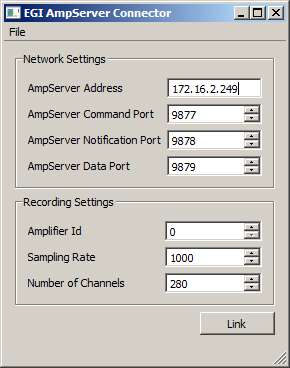 EGI AmpServer Connector
File
Network Settings
AmpServer Address 172.16.2.249
AmpServer Command Port 9877
AmpServer Notification Port 9878
AmpServer Data Port 9879
Recording Settings
Amplifier Id 0
Sampling Rate 1000
Number of Channels 280
Link